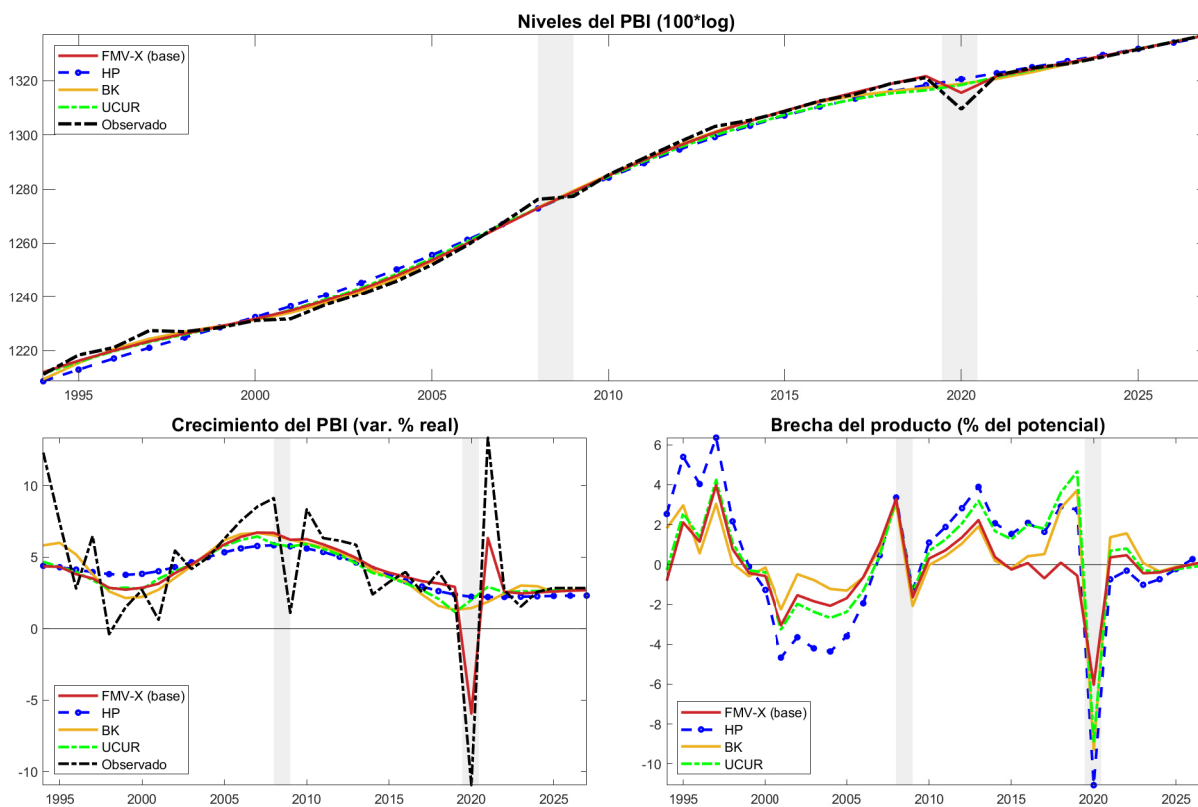 Niveles del PBI (100*log)
FMV-X (base)
HP
BK
UCUR
Observado
1320
1300
1280
1260
1240
1220
1995
2000
2005
2010
2015
2020
2025
Crecimiento del PBI (var. % real)
10
5
0
-5
-10
FMV-X (base)
HP
BK
UCUR
Observado
1995
2000
2005
2010
2015
2020
2025
Brecha del producto (% del potencial)
6
4
2
0
-2
-4
-6
-8
-10
FMV-X (base)
HP
BK
UCUR
1995
2000
2005
2010
2015
2020
2025